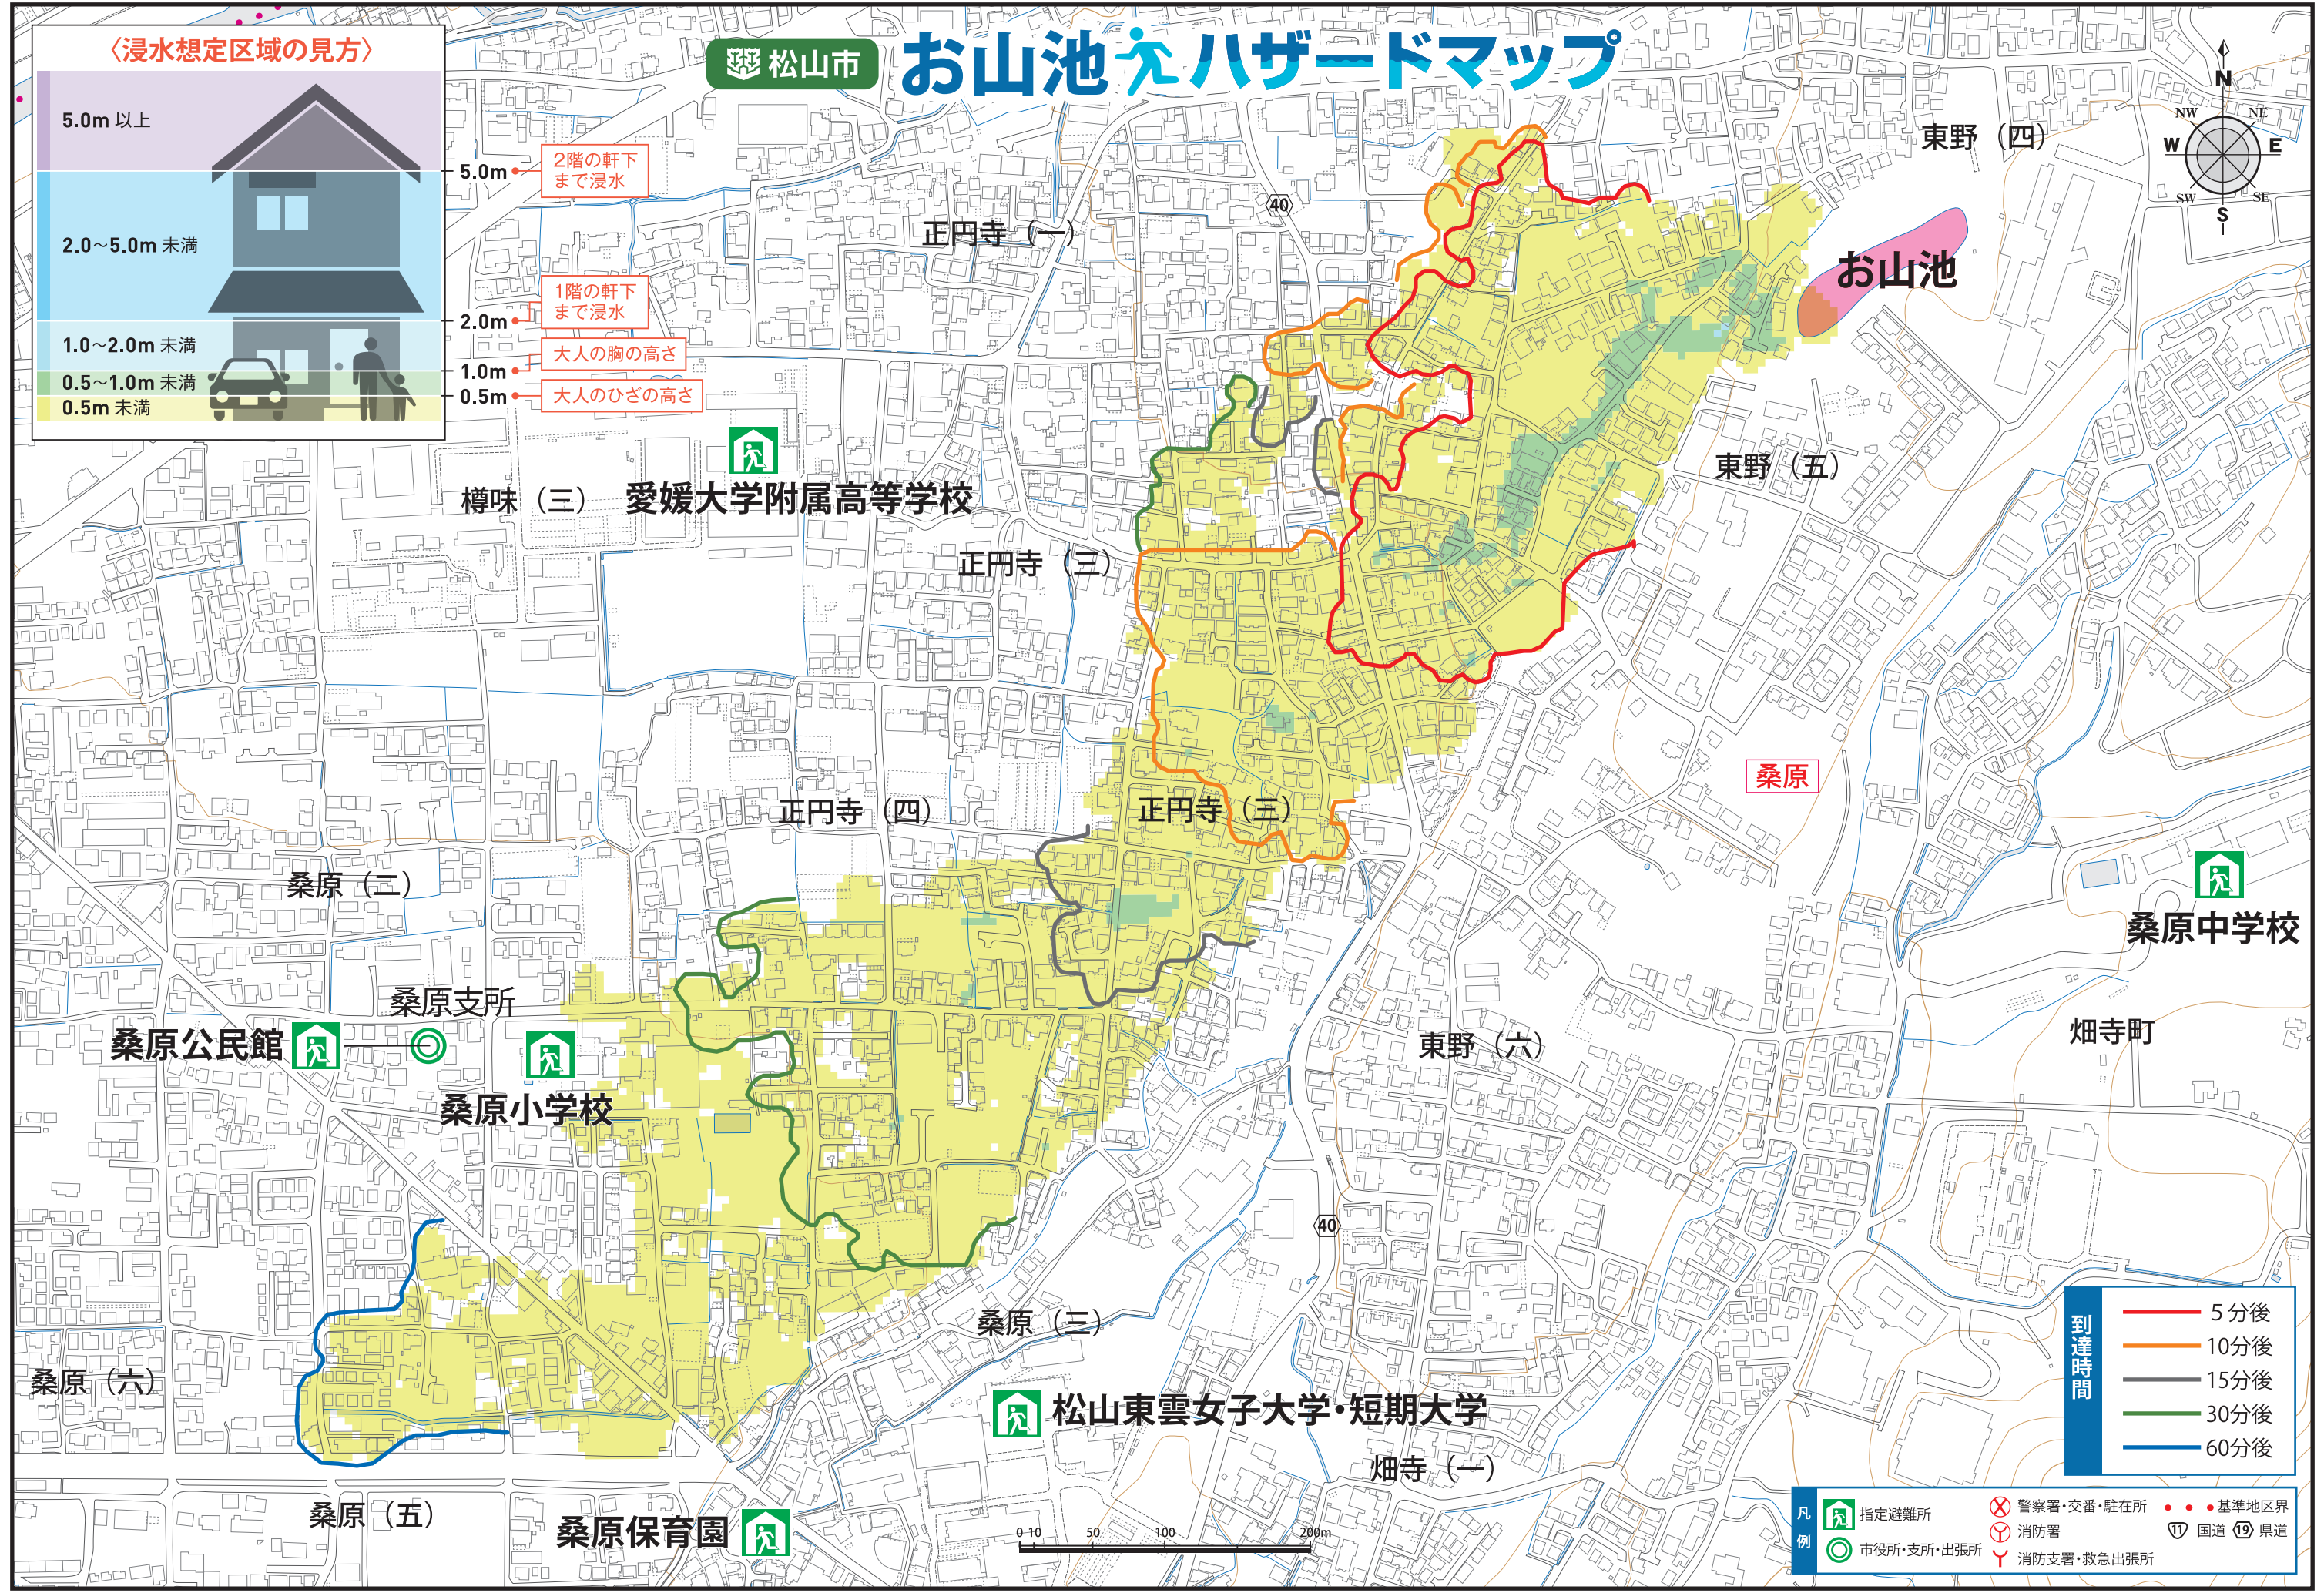 〈浸水想定区域の見方〉
5.0m 以上
2.0～5.0m 未満
1.0～2.0m 未満
0.5～1.0m 未満
0.5m 未満
5.0m
2階の軒下
まで浸水
2.0m
1階の軒下
まで浸水
1.0m
大人の胸の高さ
0.5m
大人のひざの高さ
松山市
お山池 ハザードマップ
N
NE
E
SE
S
SW
W
NW
東野（四）
40
正円寺（一）
お山池
東野（五）
樽味（三）
愛媛大学附属高等学校
正円寺（三）
桑原
正円寺（四）
正円寺（三）
桑原（二）
桑原中学校
桑原支所
桑原公民館
東野（六）
畑寺町
桑原小学校
40
桑原（三）
桑原（六）
松山東雲女子大学・短期大学
畑寺（一）
桑原（五）
桑原保育園
0 10 50 100 200m
到達時間
5分後
10分後
15分後
30分後
60分後
凡例
指定避難所
市役所・支所・出張所
警察署・交番・駐在所
消防署
消防支署・救急出張所
基準地区界
11 国道 19 県道